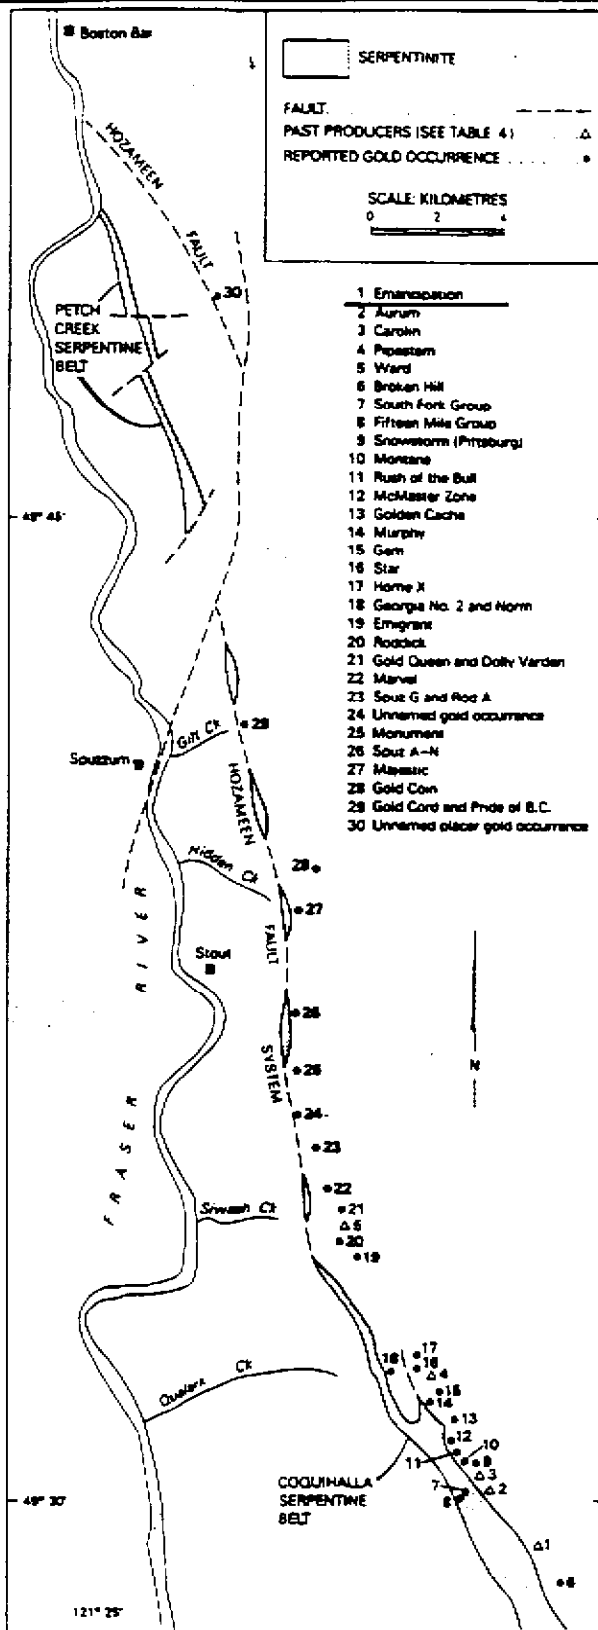 Boston Bar
SERPENTINITE
FAULT
PAST PRODUCERS (SEE TABLE 4)
REPORTED GOLD OCCURRENCE
SCALE: KILOMETRES
0 2 4
HOZAMEEN
FAULT
30
PETCH
CREEK
SERPENTINE
BELT
1 Emancipation
2 Aurum
3 Carolin
4 Pipestem
5 Ward
6 Broken Hill
7 South Fork Group
8 Fifteen Mile Group
9 Snowstorm (Pittsburg)
10 Montana
11 Rush of the Bull
12 McMaster Zone
13 Golden Cache
14 Murphy
15 Gem
16 Star
17 Home X
18 Georgia No. 2 and Norm
19 Emigrant
20 Roddick
21 Gold Queen and Dolly Varden
22 Marvel
23 Spuz G and Rod A
24 Unnamed gold occurrence
25 Monument
26 Spuz A-N
27 Majestic
28 Gold Coin
29 Gold Cord and Pride of B.C.
30 Unnamed placer gold occurrence
49° 45'
29
Gilt Ck
Spuzzum
HOZAMEEN
Hidden Ck
28
27
FAULT
RIVER
Stout
26
SYSTEM
25
24
23
N
FRASER
22
Siwash Ck
21
5
20
19
17
16
18
4
15
14
13
Qualark Ck
12
10
11
9
3
COQUIHALLA
SERPENTINE
BELT
7
2
8
49° 30'
1
6
121° 25'